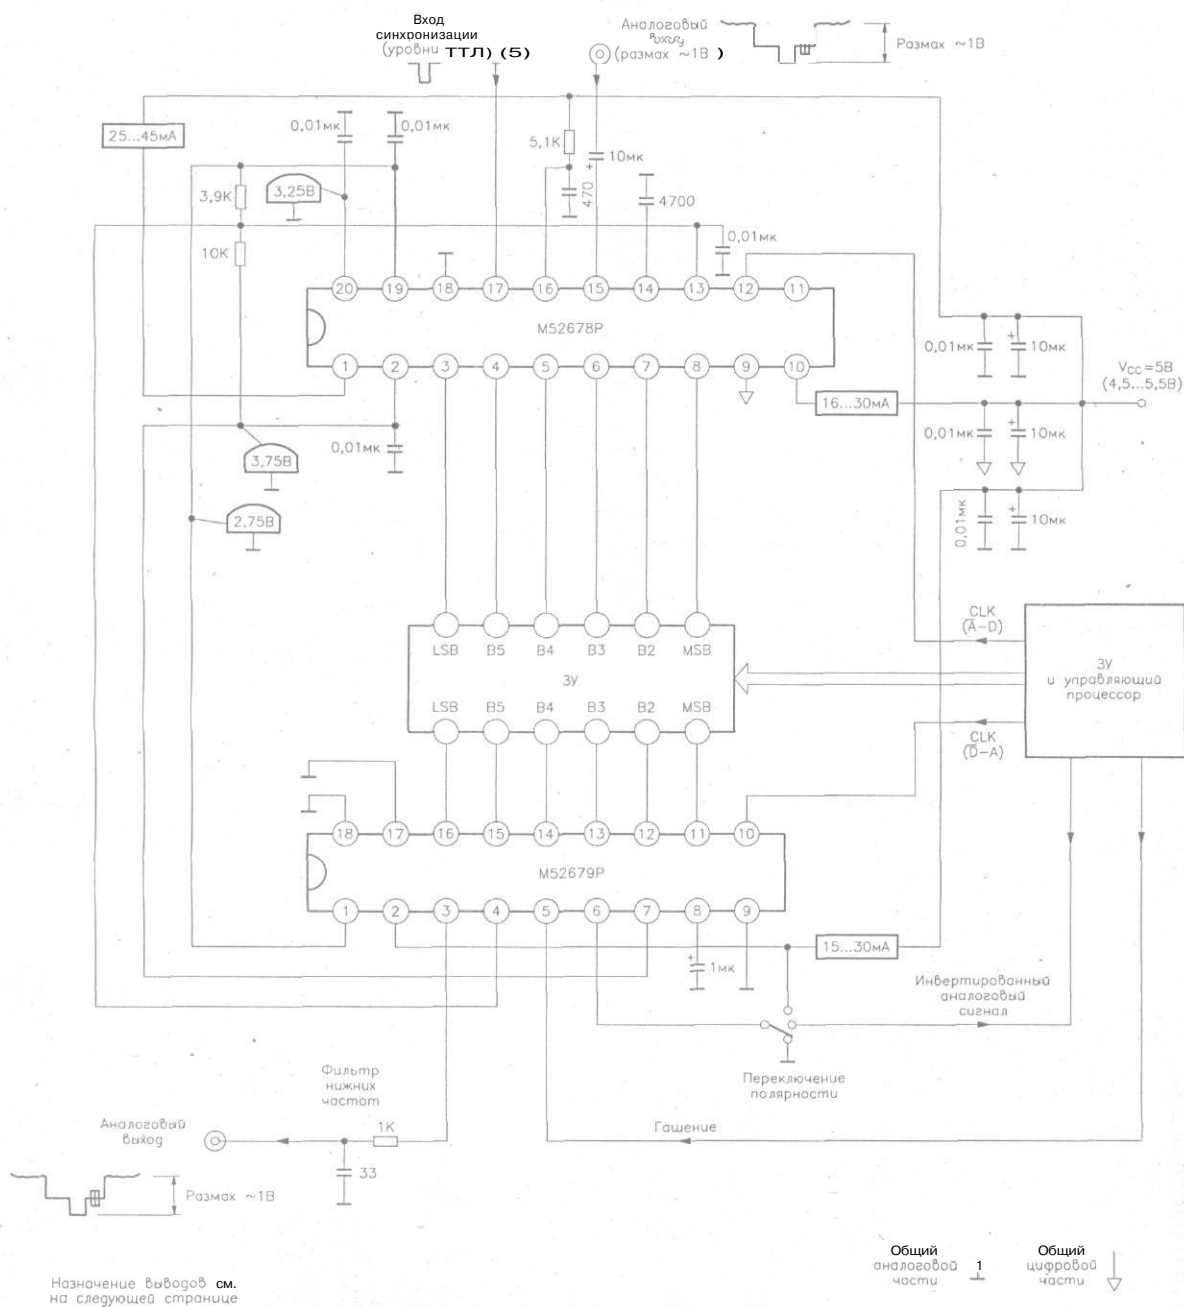 Вход
синхронизации
(уровни ТТЛ) (5)
Аналоговый
вход
(размах ~1В )
Размах ~1В
25...45мА
0,01мк
0,01мк
5,1К
10мк
3,9К
3,25В
470
4700
10К
0,01мк
20 19 18 17 16 15 14 13 12 11
M52678P
1 2 3 4 5 6 7 8 9 10
0,01мк
+
10мк
Vcc=5В
(4,5...5,5В)
16...30мА
0,01мк
+
10мк
0,01мк
3,75В
2,75В
0,01мк
+
10мк
CLK
(A-D)
LSB B5 B4 B3 B2 MSB
ЗУ
LSB B5 B4 B3 B2 MSB
ЗУ
и управляющий
процессор
CLK
(D-A)
18 17 16 15 14 13 12 11 10
M52679P
1 2 3 4 5 6 7 8 9
+
1мк
15...30мА
Инвертированный
аналоговый
сигнал
Переключение
полярности
Фильтр
нижних
частот
Аналоговый
выход
1К
Гашение
33
Размах ~1В
Общий
аналоговой 1
части
Общий
цифровой
части
Назначение выводов см.
на следующей странице